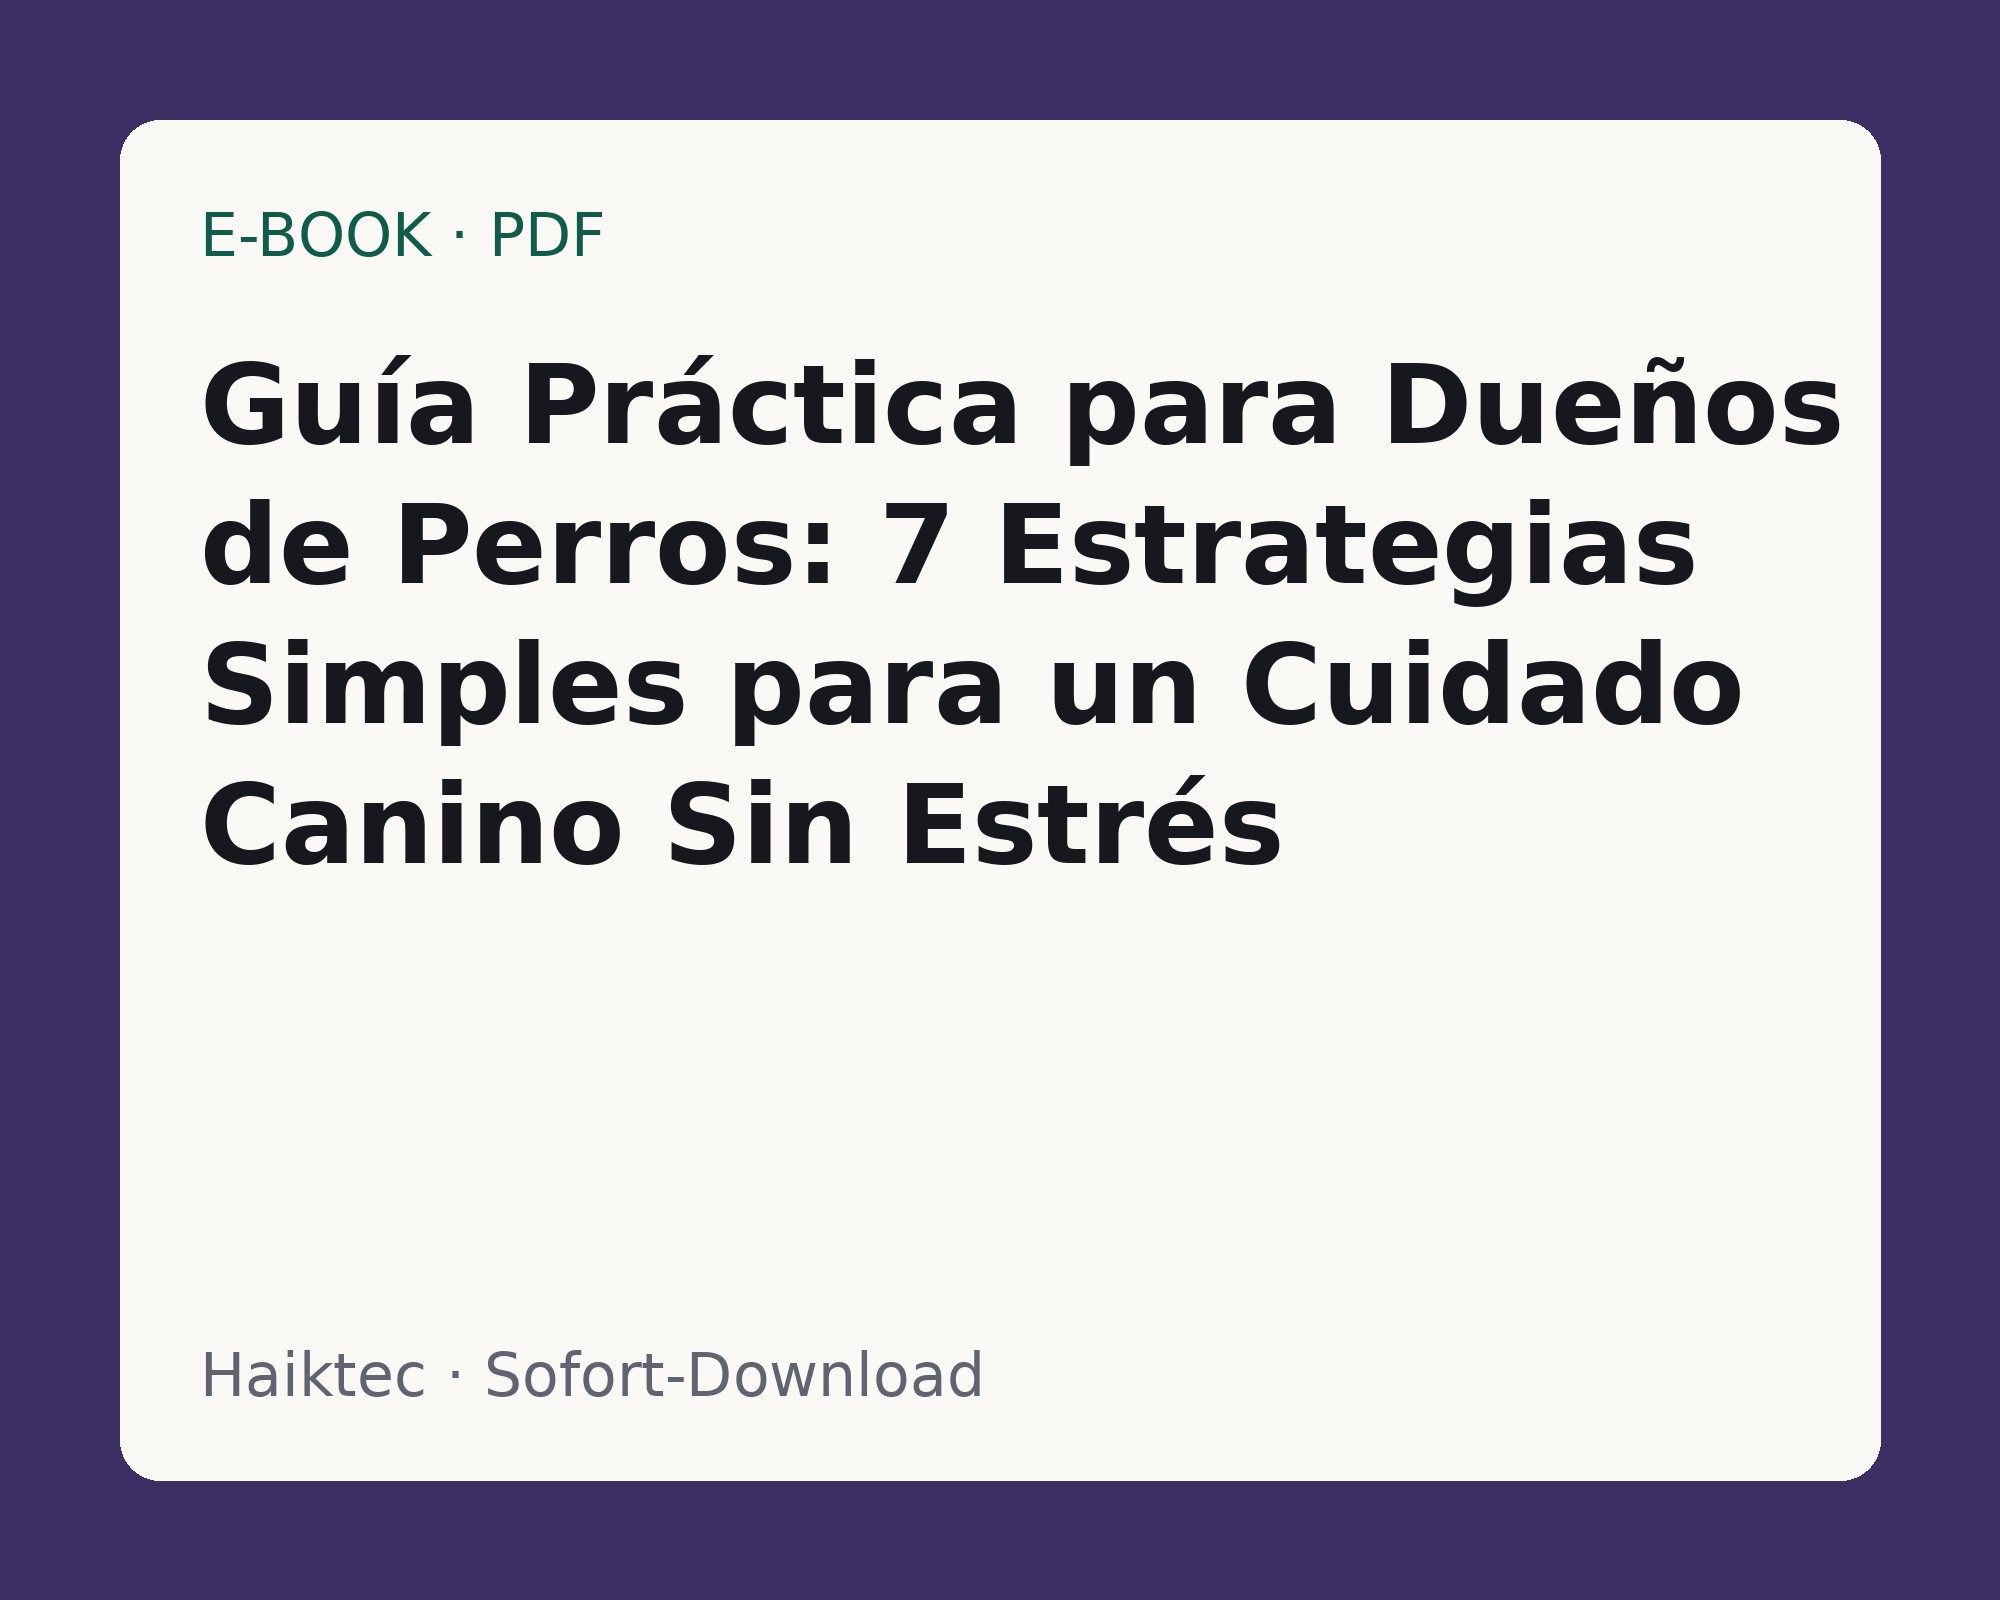 E-BOOK · PDF
Guía Práctica para Dueños
de Perros: 7 Estrategias
Simples para un Cuidado
Canino Sin Estrés
Haiktec · Sofort-Download